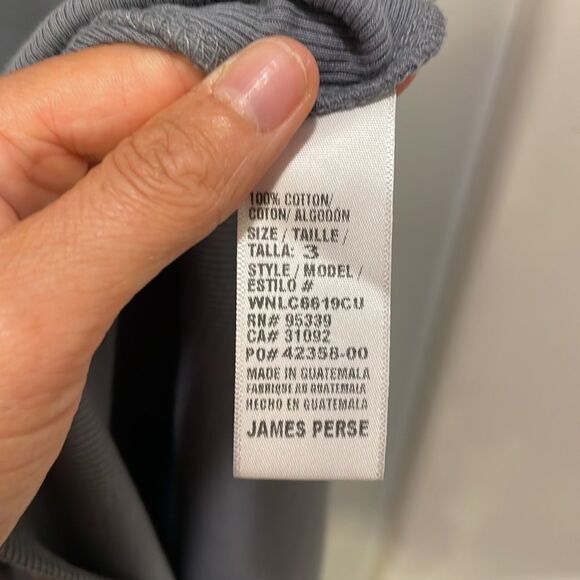 100% COTTON/
COTON/ ALGODÓN
SIZE / TAILLE /
TALLA: 3
STYLE / MODEL /
ESTILO #
WNLC6619CU
RN# 95339
CA# 31092
PO# 42358-00
MADE IN GUATEMALA
FABRIQUE AU GUATEMALA
HECHO EN GUATEMALA
JAMES PERSE